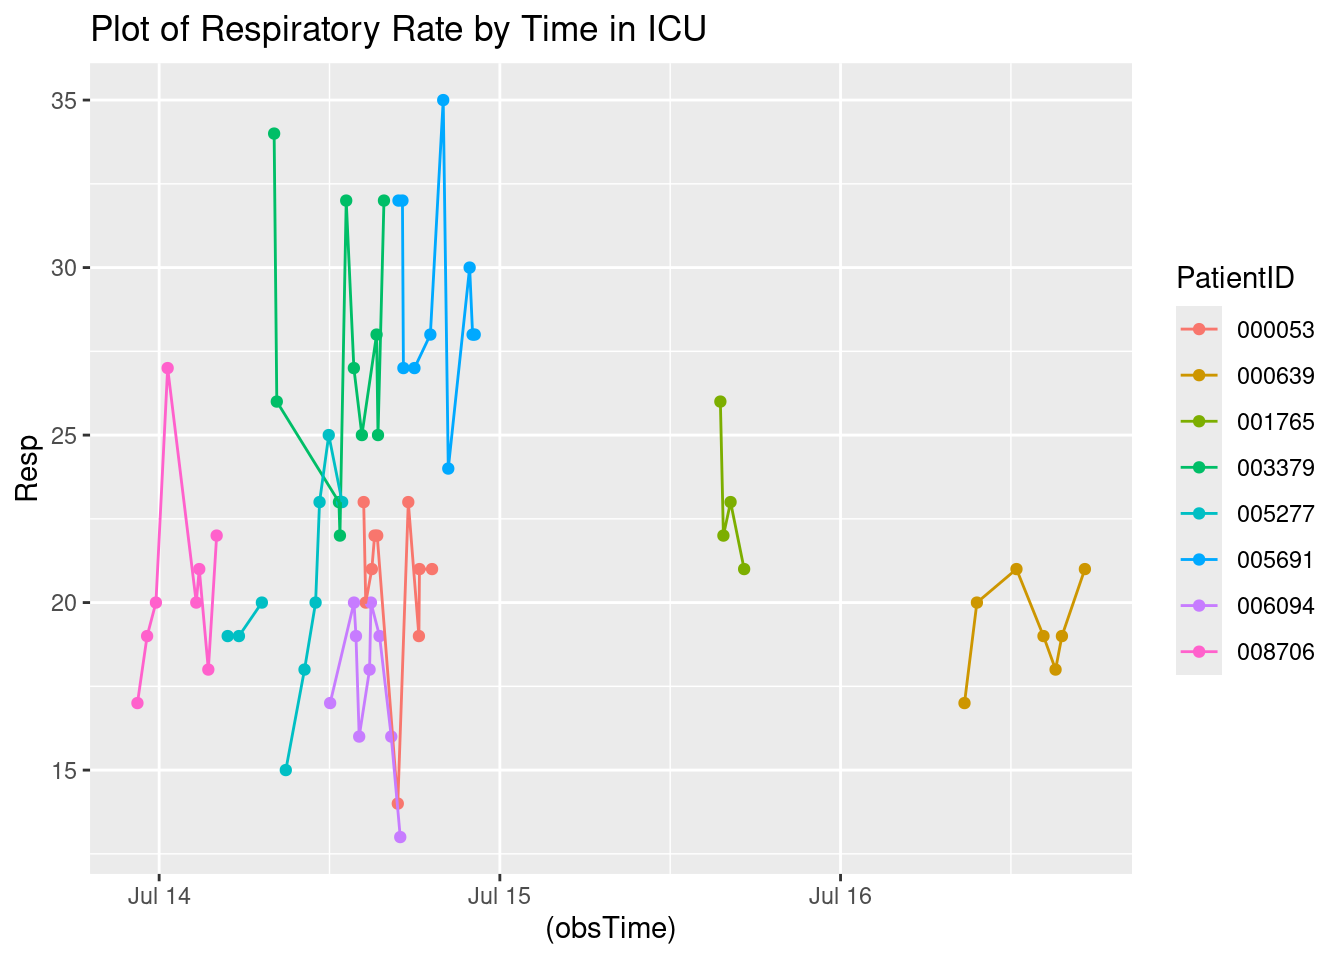 Plot of Respiratory Rate by Time in ICU
35
30
25
20
15
Resp
Jul 14
Jul 15
Jul 16
(obsTime)
PatientID
000053
000639
001765
003379
005277
005691
006094
008706